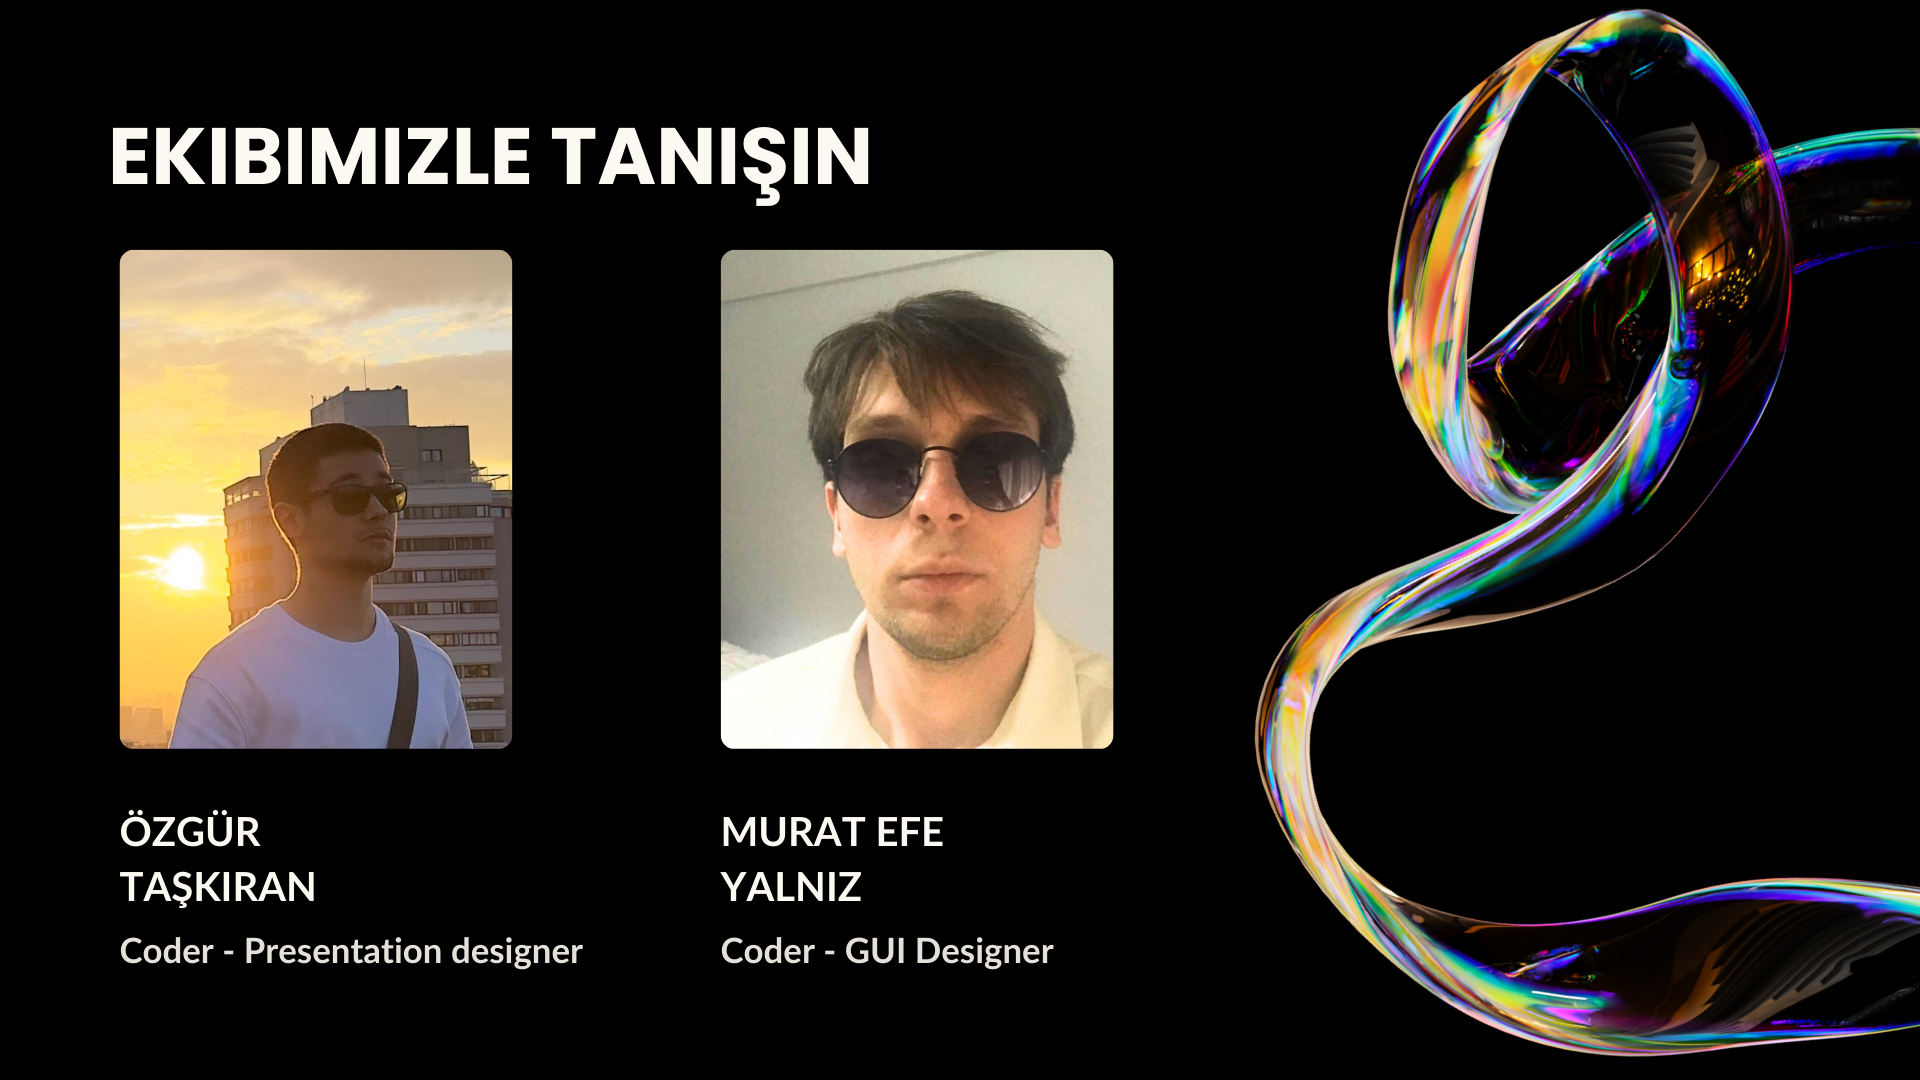 EKIBIMIZLE TANIŞIN
ÖZGÜR
TAŞKIRAN
Coder - Presentation designer
MURAT EFE
YALNIZ
Coder - GUI Designer